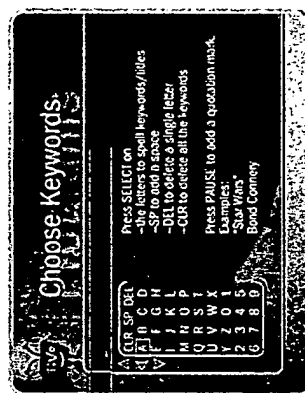 TiVo
Choose Keywords
CLR SP DEL
A B C D
E F G H
I J K L
M N O P
Q R S T
U V W X
Y Z 0 1
2 3 4 5
6 7 8 9
Press SELECT on
-the letters to spell keywords/titles
-SP to add a space
-DEL to delete a single letter
-CLR to delete all the keywords
Press PAUSE to add a quotation mark.
Examples:
"Star Wars"
Bond Connery